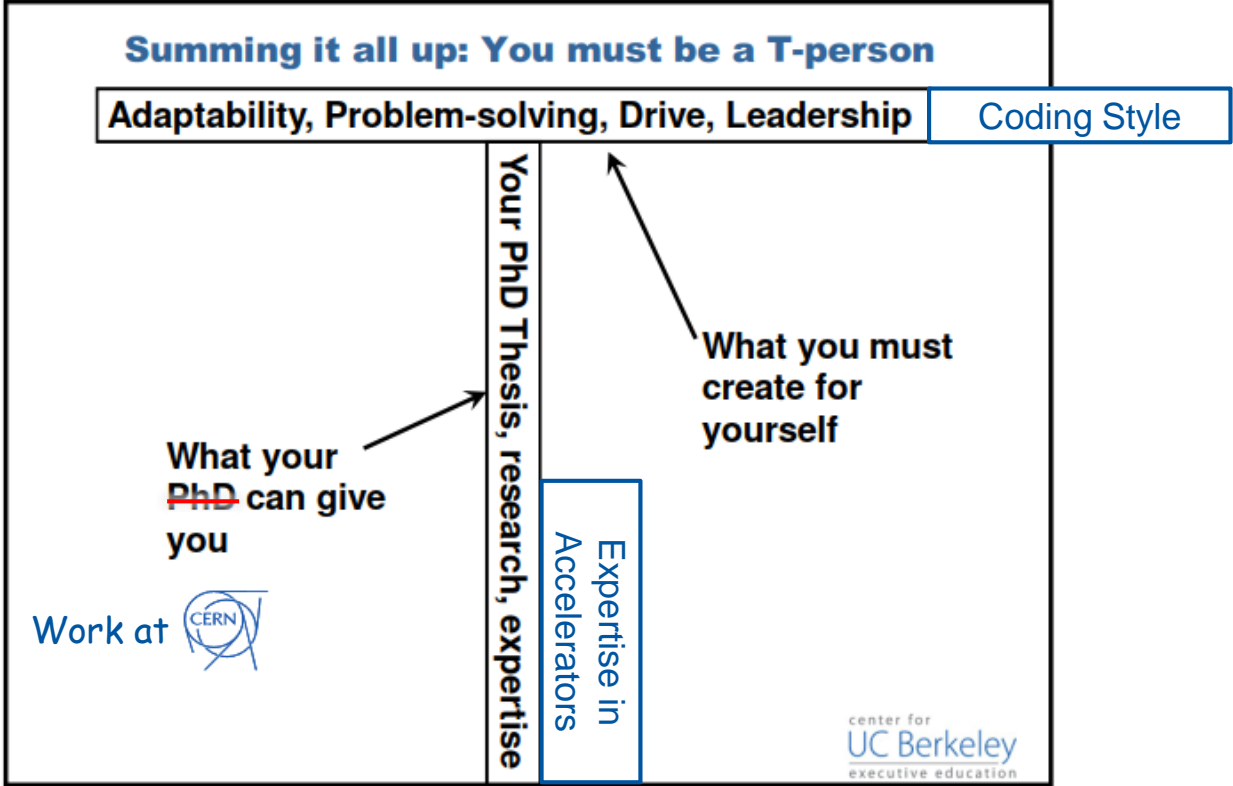 Summing it all up: You must be a T-person
Adaptability, Problem-solving, Drive, Leadership
Coding Style
Your PhD Thesis, research, expertise
What you must
create for
yourself
What your
PhD can give
you
Expertise in
Accelerators
Work at CERN
center for
UC Berkeley
executive education